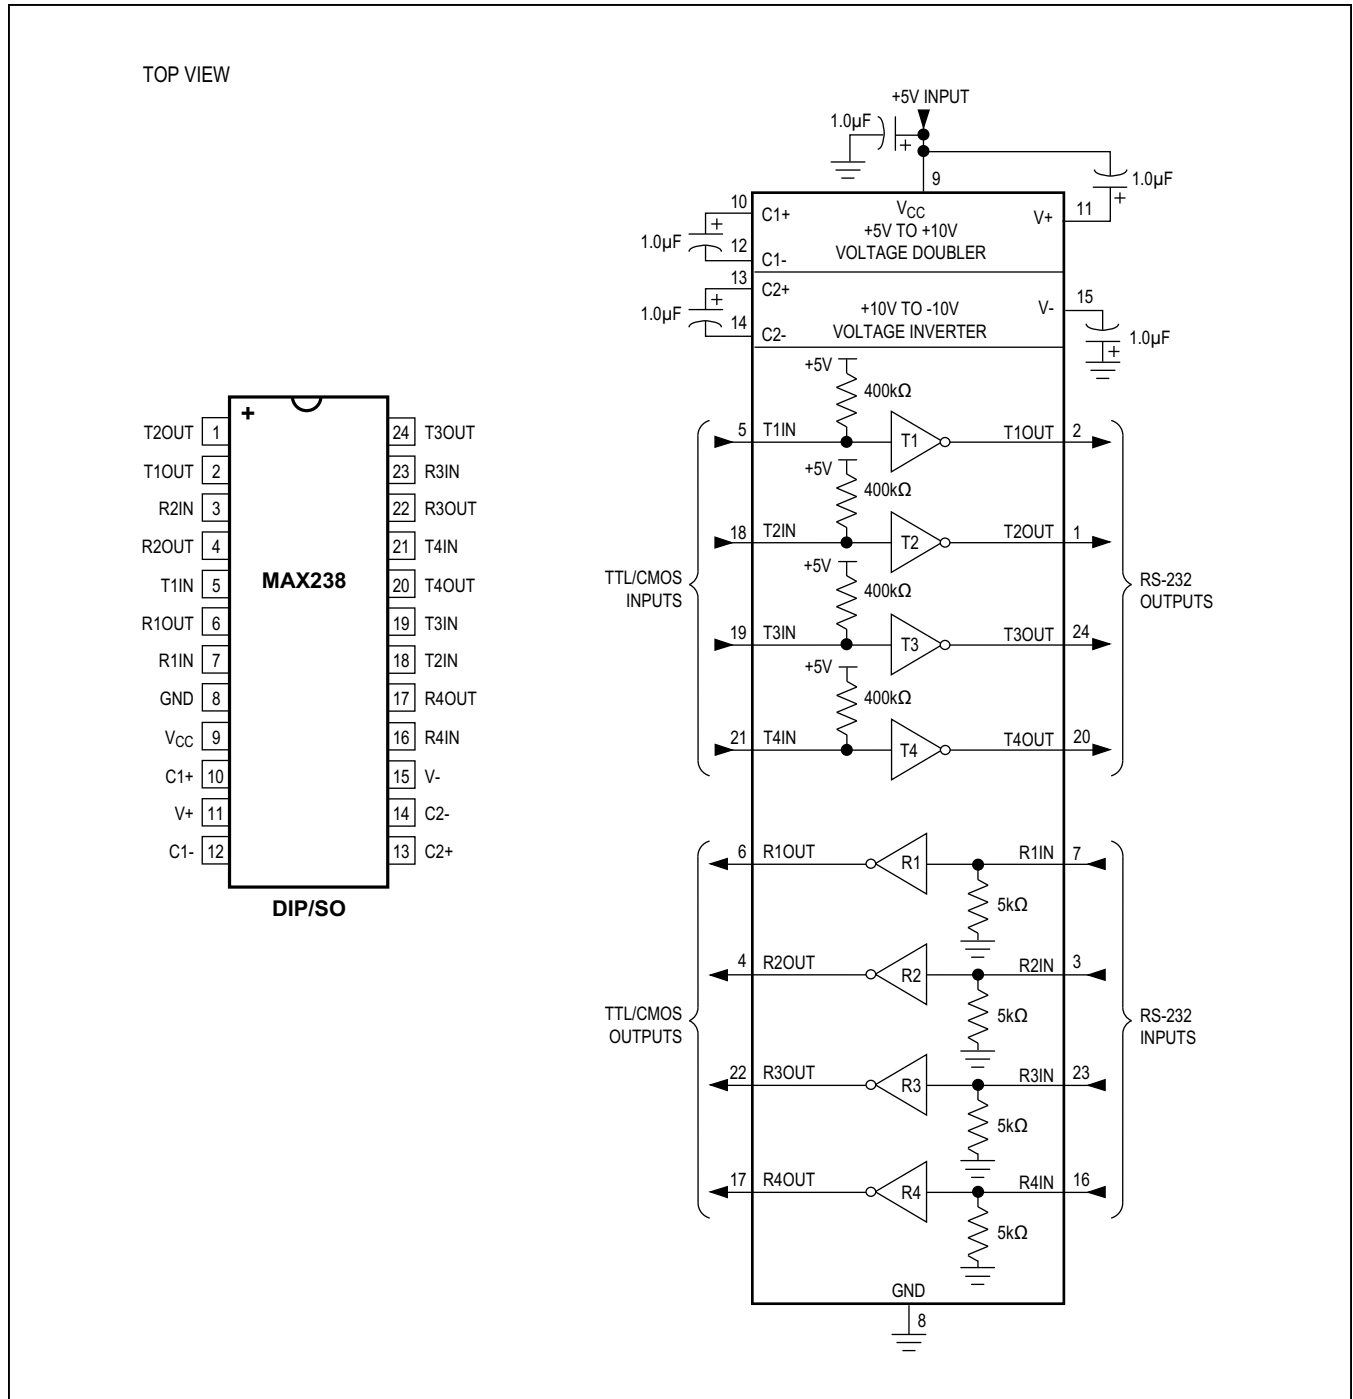 TOP VIEW
+
MAX238
T2OUT 1
T1OUT 2
R2IN 3
R2OUT 4
T1IN 5
R1OUT 6
R1IN 7
GND 8
VCC 9
C1+ 10
V+ 11
C1- 12
24 T3OUT
23 R3IN
22 R3OUT
21 T4IN
20 T4OUT
19 T3IN
18 T2IN
17 R4OUT
16 R4IN
15 V-
14 C2-
13 C2+
DIP/SO
+5V INPUT
1.0µF
+
9
1.0µF
+
10 C1+
1.0µF
+
12 C1-
VCC
+5V TO +10V
VOLTAGE DOUBLER
V+ 11
13 C2+
1.0µF
+
14 C2-
+10V TO -10V
VOLTAGE INVERTER
V- 15
1.0µF
+
TTL/CMOS
INPUTS
+5V
400kΩ
5 T1IN T1 T1OUT 2
+5V
400kΩ
18 T2IN T2 T2OUT 1
+5V
400kΩ
19 T3IN T3 T3OUT 24
+5V
400kΩ
21 T4IN T4 T4OUT 20
RS-232
OUTPUTS
TTL/CMOS
OUTPUTS
6 R1OUT R1 R1IN 7
5kΩ
4 R2OUT R2 R2IN 3
5kΩ
22 R3OUT R3 R3IN 23
5kΩ
17 R4OUT R4 R4IN 16
5kΩ
RS-232
INPUTS
GND
8